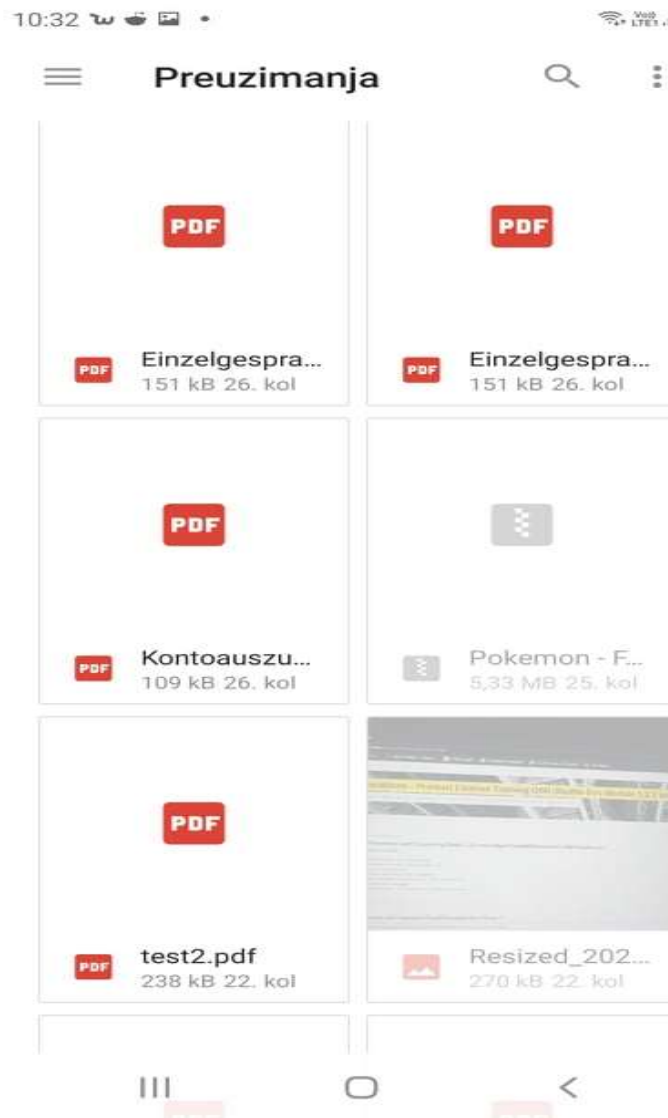 10:32
Preuzimanja
PDF
PDF
PDF
Einzelgespra...
151 kB 26. kol
PDF
Einzelgespra...
151 kB 26. kol
PDF
PDF
Kontoauszu...
109 kB 26. kol
Pokemon - F...
5,33 MB 25. kol
PDF
PDF
test2.pdf
238 kB 22. kol
Resized_202...
270 kB 22. kol